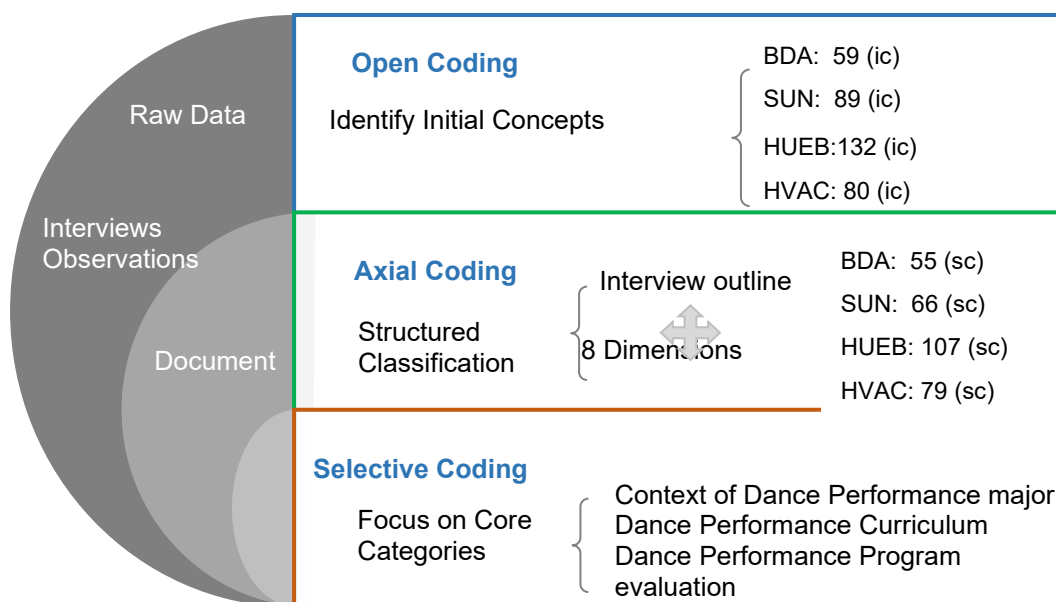 Raw Data
Interviews
Observations
Document
Open Coding
Identify Initial Concepts
BDA: 59 (ic)
SUN: 89 (ic)
HUEB:132 (ic)
HVAC: 80 (ic)
Axial Coding
Structured
Classification
Interview outline
8 Dimensions
BDA: 55 (sc)
SUN: 66 (sc)
HUEB: 107 (sc)
HVAC: 79 (sc)
Selective Coding
Focus on Core
Categories
Context of Dance Performance major
Dance Performance Curriculum
Dance Performance Program
evaluation